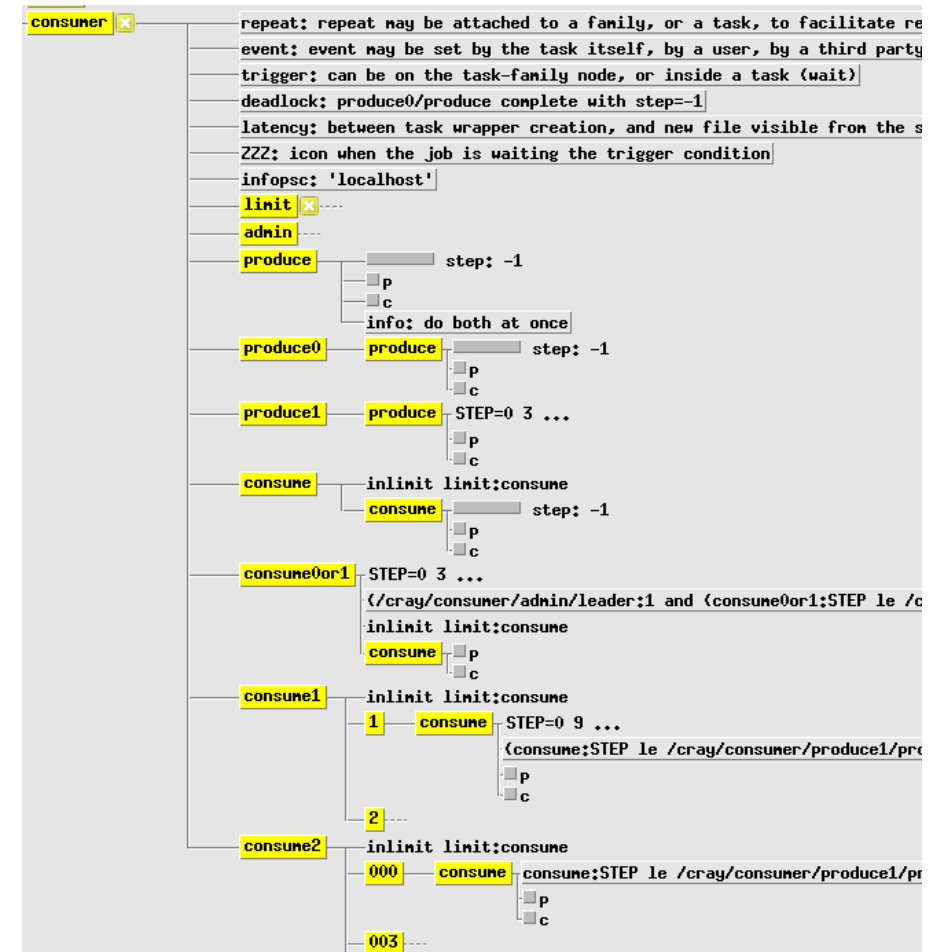 consumer
repeat: repeat may be attached to a family, or a task, to facilitate re
event: event may be set by the task itself, by a user, by a third party
trigger: can be on the task-family node, or inside a task (wait)
deadlock: produce0/produce complete with step=-1
latency: between task wrapper creation, and new file visible from the s
ZZZ: icon when the job is waiting the trigger condition
infopsc: 'localhost'
limit
admin
produce step: -1
p
c
info: do both at once
produce0 produce step: -1
p
c
produce1 produce STEP=0 3 ...
p
c
consume inlimit limit:consume
consume step: -1
p
c
consume0or1 STEP=0 3 ...
(/cray/consumer/admin/leader:1 and (consume0or1:STEP le /c
inlimit limit:consume
consume p
c
consume1 inlimit limit:consume
1 consume STEP=0 9 ...
(consume:STEP le /cray/consumer/produce1/pro
p
c
2
consume2 inlimit limit:consume
000 consume consume:STEP le /cray/consumer/produce1/pr
p
c
003